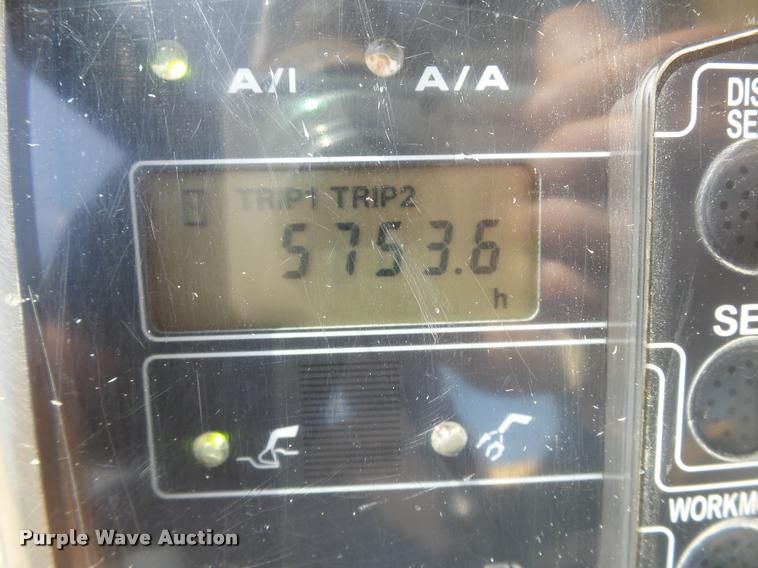 A/I A/A
DIS
SE
TRIP1 TRIP2
5753.6
h
SE
WORKM
Purple Wave Auction